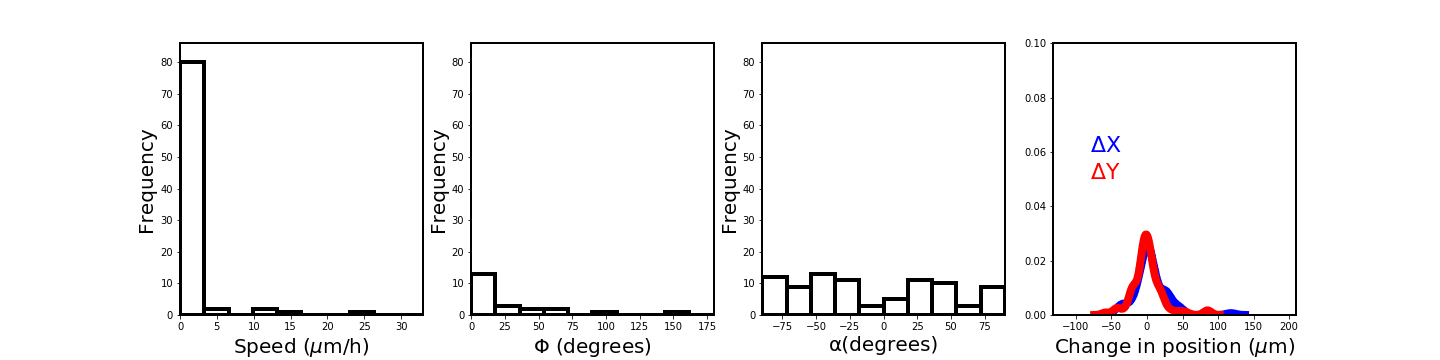 Frequency
80
70
60
50
40
30
20
10
0
0 5 10 15 20 25 30
Speed (μm/h)
Frequency
80
70
60
50
40
30
20
10
0
0 25 50 75 100 125 150 175
Φ (degrees)
Frequency
80
70
60
50
40
30
20
10
0
−75 −50 −25 0 25 50 75
α(degrees)
0.10
0.08
0.06
0.04
0.02
0.00
ΔX
ΔY
−100 −50 0 50 100 150 200
Change in position (μm)